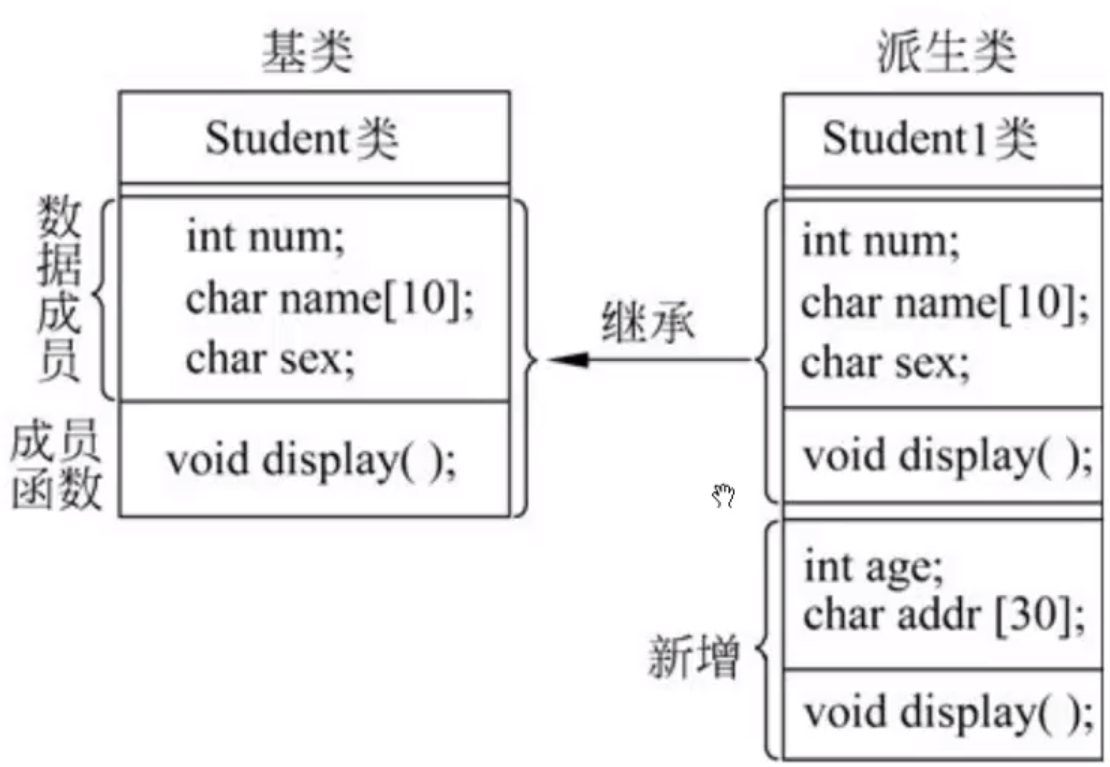 基类
Student类
数据成员
int num;
char name[10];
char sex;
成员
函数
void display( );
继承
派生类
Student1类
int num;
char name[10];
char sex;
void display( );
新增
int age;
char addr [30];
void display( );